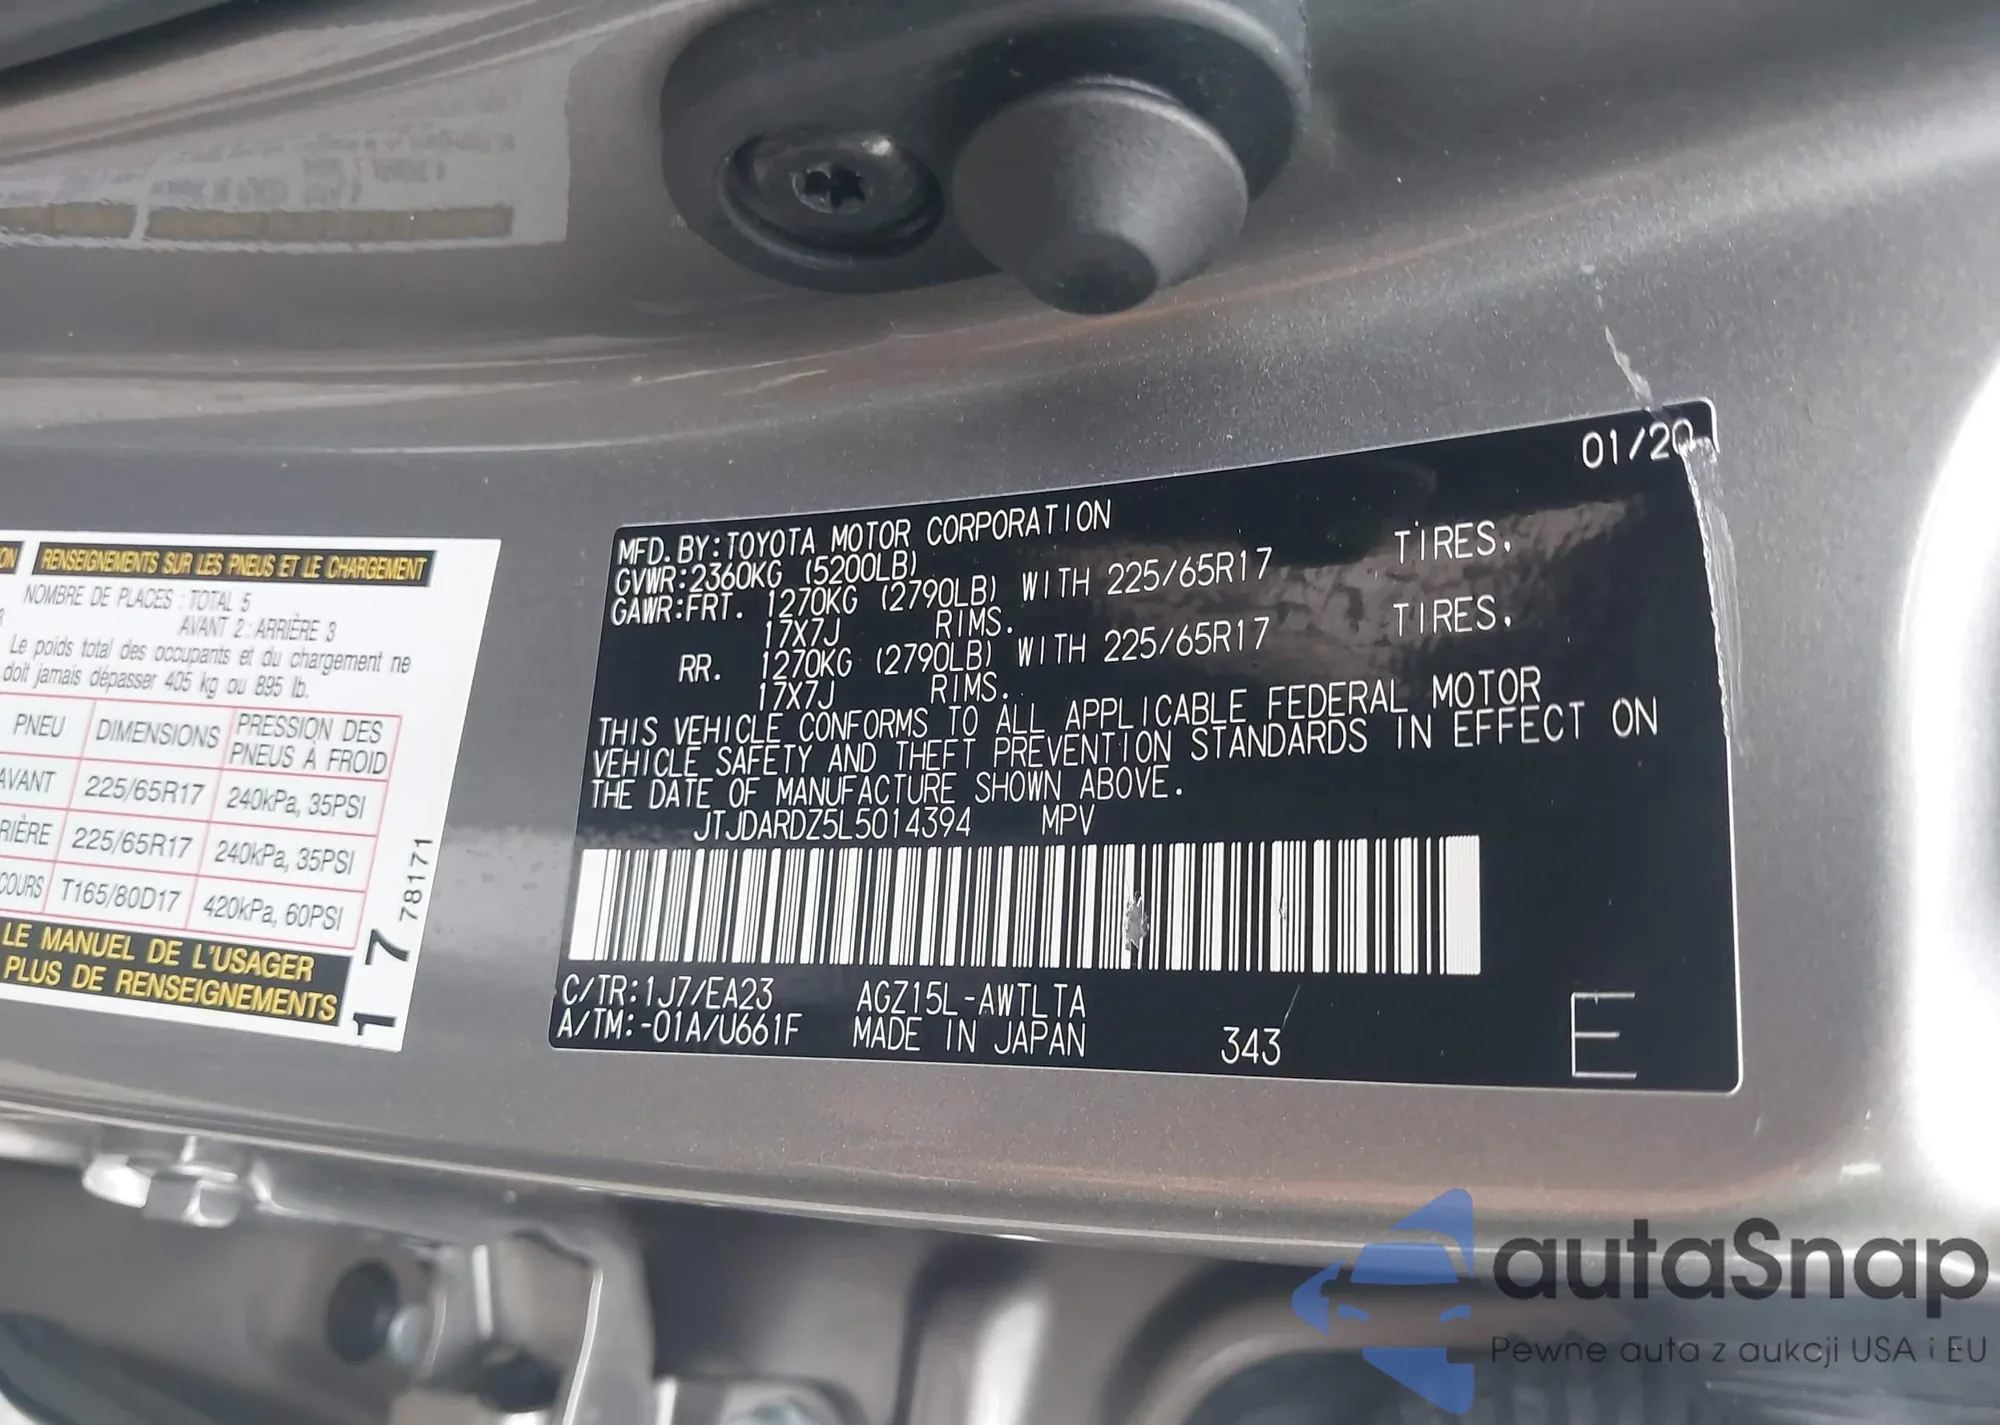 ON RENSEIGNEMENTS SUR LES PNEUS ET LE CHARGEMENT
NOMBRE DE PLACES : TOTAL 5
AVANT 2 : ARRIÈRE 3
Le poids total des occupants et du chargement ne
doit jamais dépasser 405 kg ou 895 lb.
PNEU DIMENSIONS PRESSION DES PNEUS À FROID
AVANT 225/65R17 240kPa, 35PSI
RIÈRE 225/65R17 240kPa, 35PSI
COURS T165/80D17 420kPa, 60PSI
LE MANUEL DE L'USAGER
PLUS DE RENSEIGNEMENTS
17 78171
01/20
MFD. BY:TOYOTA MOTOR CORPORATION
GVWR:2360KG (5200LB)
GAWR:FRT. 1270KG (2790LB) WITH 225/65R17 TIRES.
17X7J RIMS.
RR. 1270KG (2790LB) WITH 225/65R17 TIRES.
17X7J RIMS.
THIS VEHICLE CONFORMS TO ALL APPLICABLE FEDERAL MOTOR
VEHICLE SAFETY AND THEFT PREVENTION STANDARDS IN EFFECT ON
THE DATE OF MANUFACTURE SHOWN ABOVE.
JTJDARDZ5L5014394 MPV
C/TR:1J7/EA23 AGZ15L-AWTLTA
A/TM:-01A/U661F MADE IN JAPAN 343 E
autoSnap
Pewne auta z aukcji USA i EU